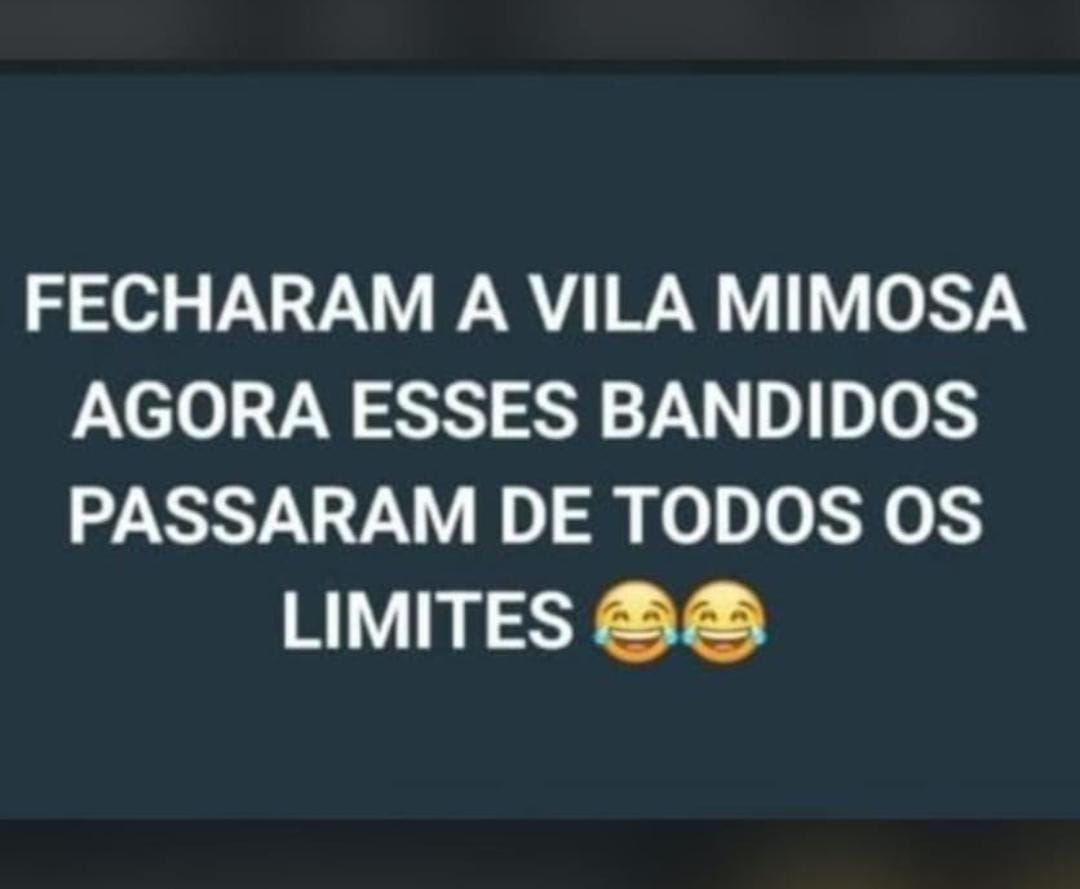 FECHARAM A VILA MIMOSA
AGORA ESSES BANDIDOS
PASSARAM DE TODOS OS
LIMITES 😂😂